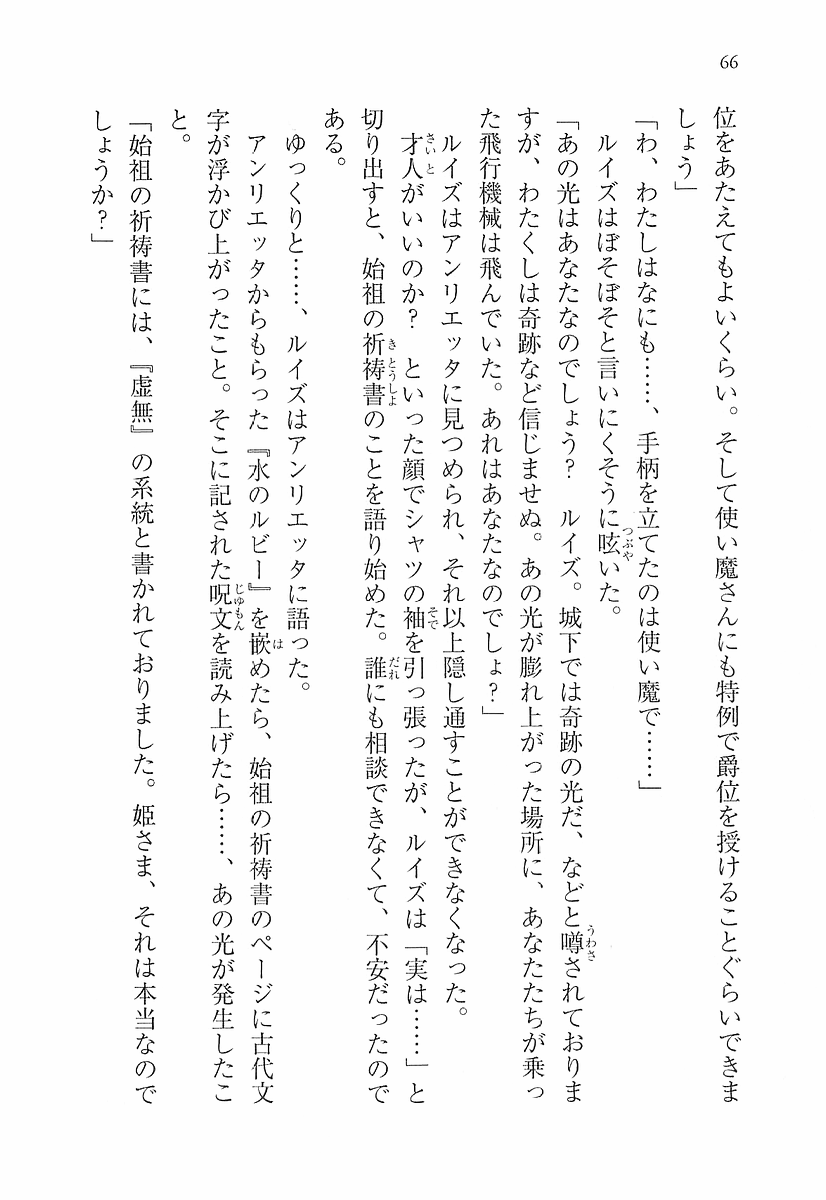 66
位をあたえてもよいくらい。そして使い魔さんにも特例で爵位を授けることぐらいできま
しょう」
「わ、わたしはなにも……、手柄を立てたのは使い魔で……」
ルイズはぼそぼそと言いにくそうに呟いた。
「あの光はあなたなのでしょう？　ルイズ。城下では奇跡の光だ、などと噂されておりま
すが、わたくしは奇跡など信じませぬ。あの光が膨れ上がった場所に、あなたたちが乗っ
た飛行機械は飛んでいた。あれはあなたなのでしょ？」
ルイズはアンリエッタに見つめられ、それ以上隠し通すことができなくなった。
才人がいいのか？　といった顔でシャツの袖を引っ張ったが、ルイズは「実は……」と
切り出すと、始祖の祈祷書のことを語り始めた。誰にも相談できなくて、不安だったので
ある。
ゆっくりと……、ルイズはアンリエッタに語った。
アンリエッタからもらった『水のルビー』を嵌めたら、始祖の祈祷書のページに古代文
字が浮かび上がったこと。そこに記された呪文を読み上げたら……、あの光が発生したこ
と。
「始祖の祈祷書には、『虚無』の系統と書かれておりました。姫さま、それは本当なので
しょうか？」